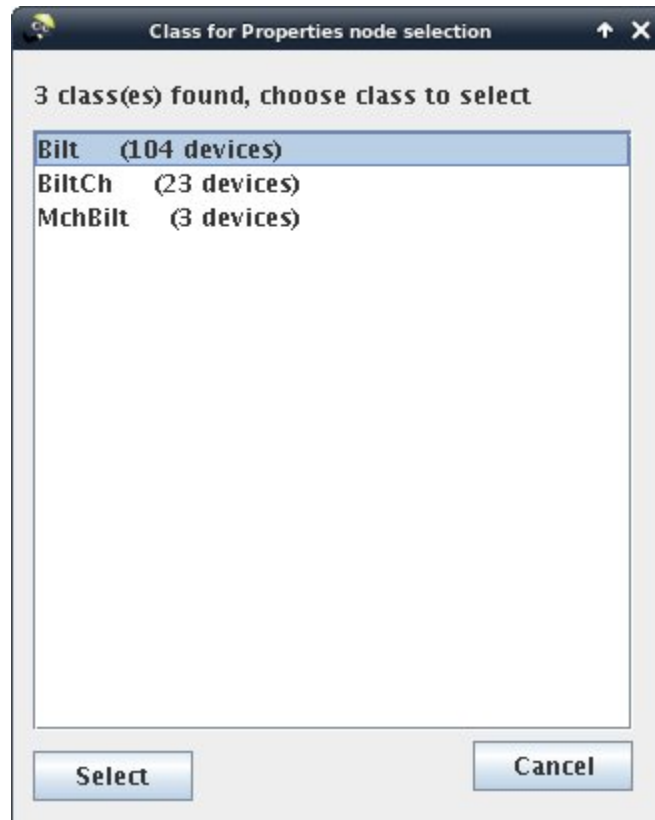 Class for Properties node selection
3 class(es) found, choose class to select
Bilt (104 devices)
BiltCh (23 devices)
MchBilt (3 devices)
Select
Cancel